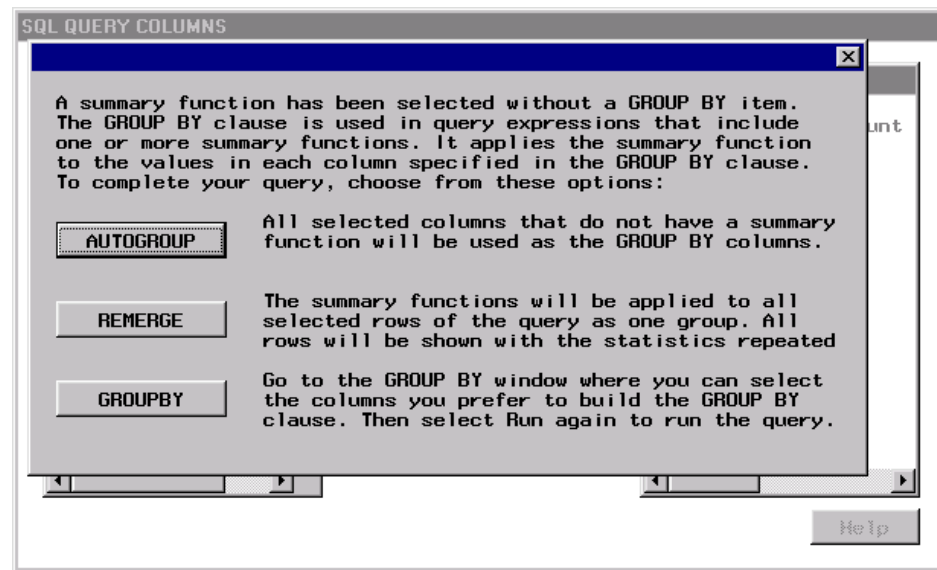 SQL QUERY COLUMNS
A summary function has been selected without a GROUP BY item.
The GROUP BY clause is used in query expressions that include
one or more summary functions. It applies the summary function
to the values in each column specified in the GROUP BY clause.
To complete your query, choose from these options:
AUTOGROUP
All selected columns that do not have a summary
function will be used as the GROUP BY columns.
REMERGE
The summary functions will be applied to all
selected rows of the query as one group. All
rows will be shown with the statistics repeated
GROUPBY
Go to the GROUP BY window where you can select
the columns you prefer to build the GROUP BY
clause. Then select Run again to run the query.
Help